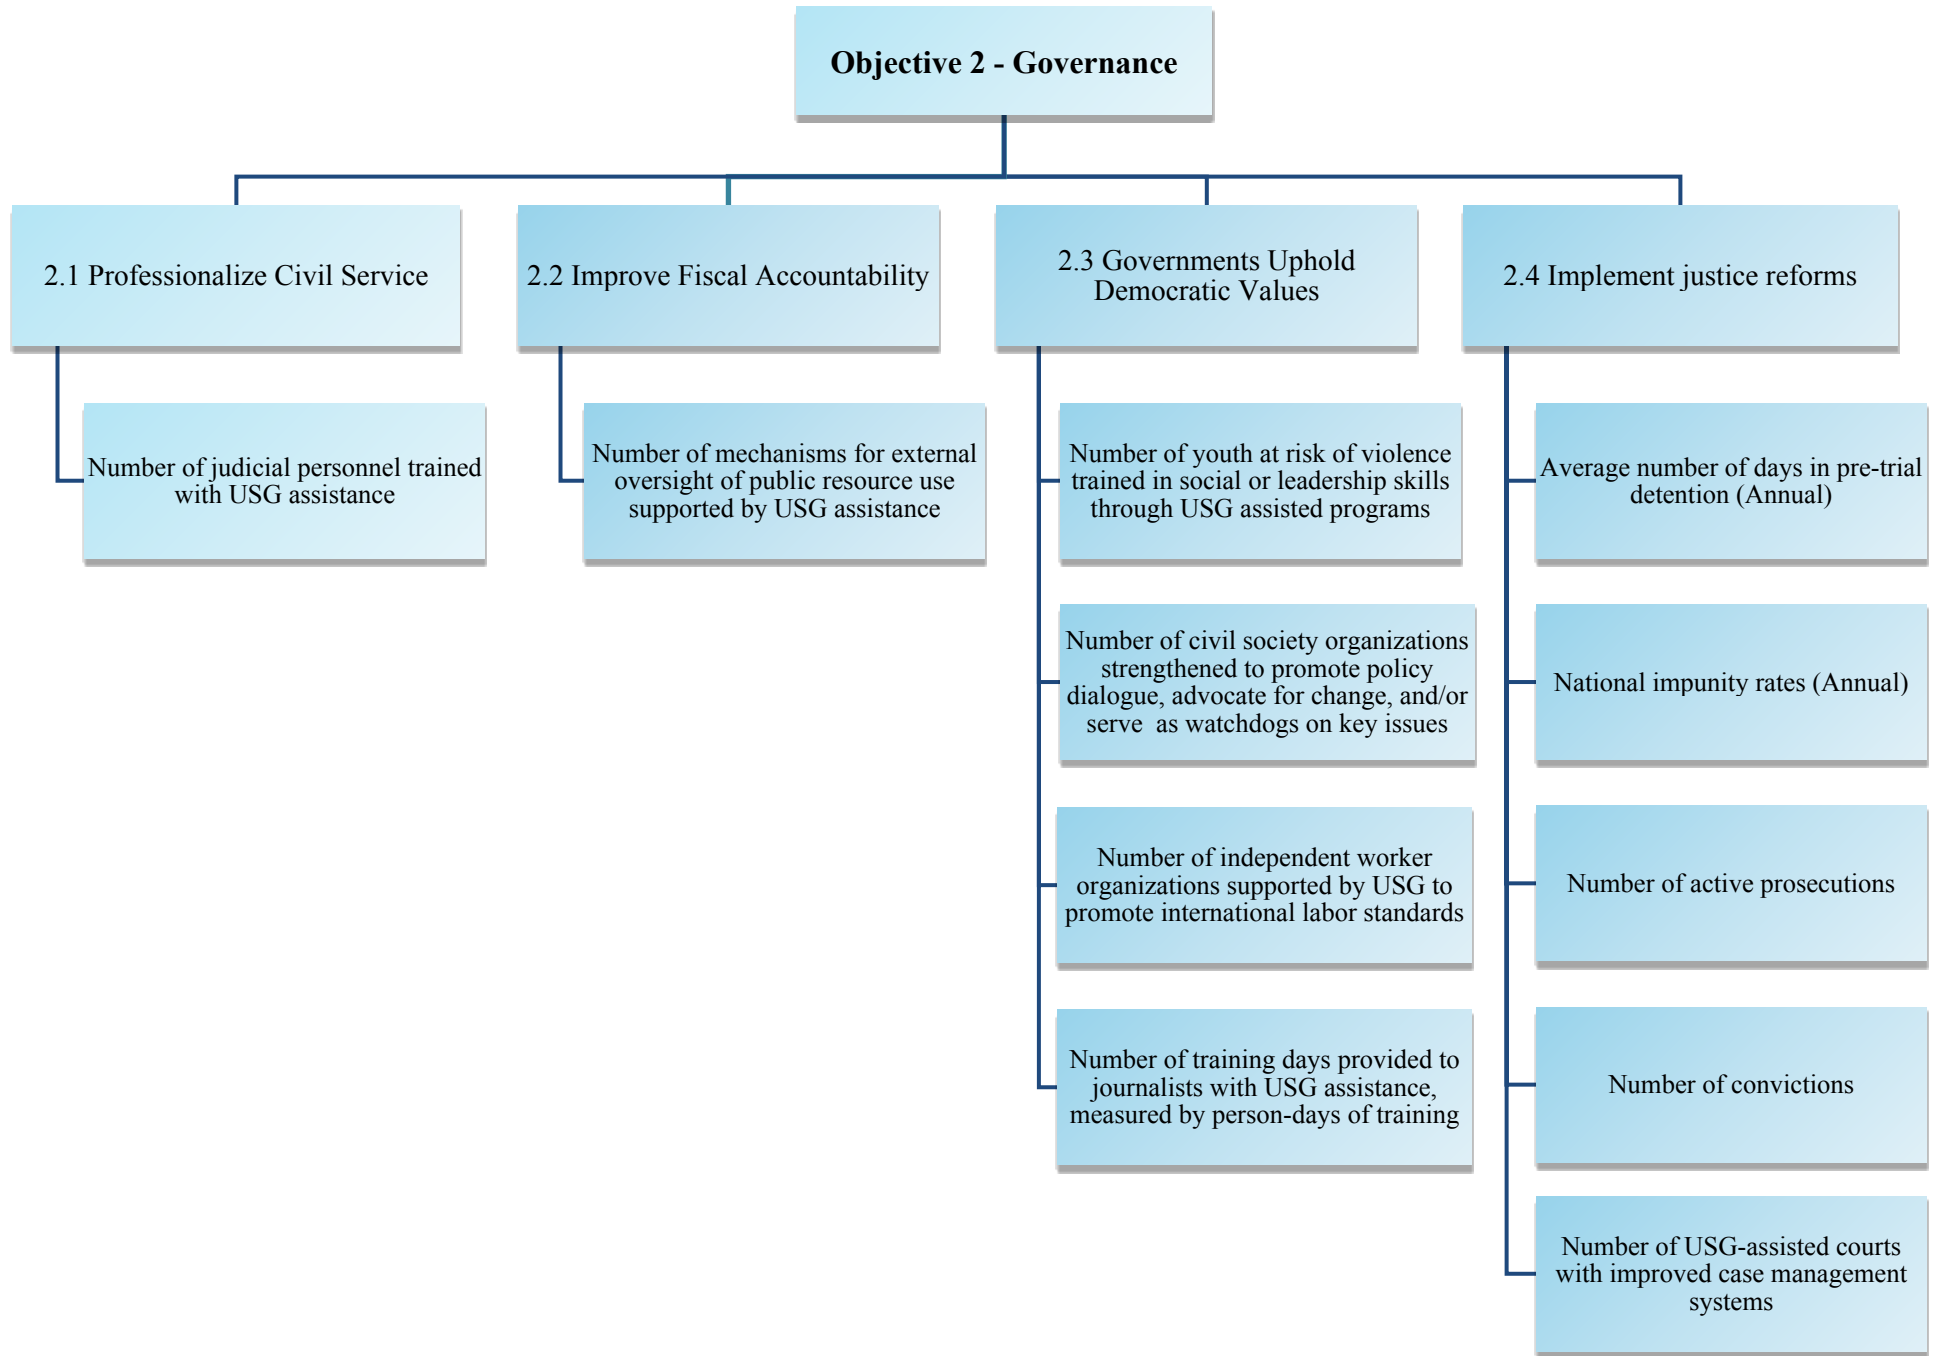 Objective 2 - Governance
2.1 Professionalize Civil Service
2.2 Improve Fiscal Accountability
2.3 Governments Uphold
Democratic Values
2.4 Implement justice reforms
Number of judicial personnel trained
with USG assistance
Number of mechanisms for external
oversight of public resource use
supported by USG assistance
Number of youth at risk of violence
trained in social or leadership skills
through USG assisted programs
Number of civil society organizations
strengthened to promote policy
dialogue, advocate for change, and/or
serve  as watchdogs on key issues
Number of independent worker
organizations supported by USG to
promote international labor standards
Number of training days provided to
journalists with USG assistance,
measured by person-days of training
Average number of days in pre-trial
detention (Annual)
National impunity rates (Annual)
Number of active prosecutions
Number of convictions
Number of USG-assisted courts
with improved case management
systems